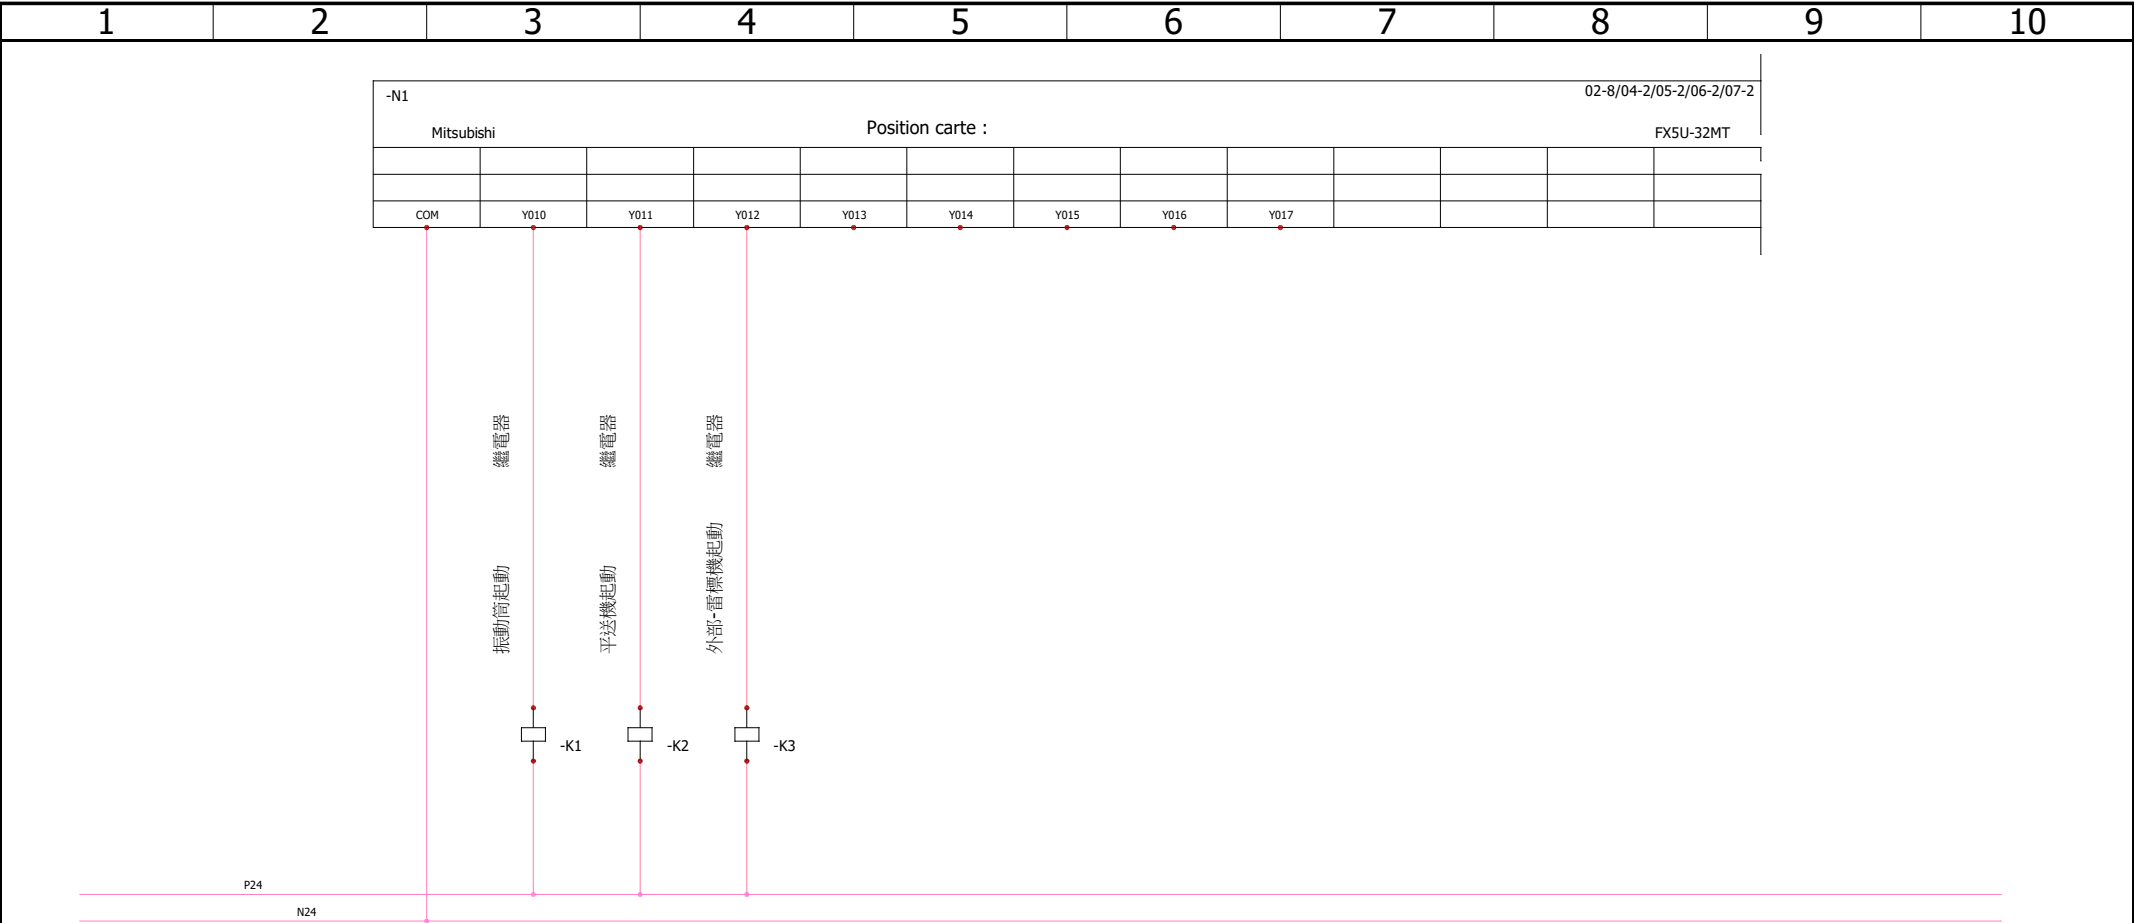 1 2 3 4 5 6 7 8 9 10
-N1 02-8/04-2/05-2/06-2/07-2
Mitsubishi Position carte : FX5U-32MT
COM Y010 Y011 Y012 Y013 Y014 Y015 Y016 Y017
振動筒起動 繼電器
平送機起動 繼電器
外部-雷標機起動 繼電器
-K1 -K2 -K3
P24
N24